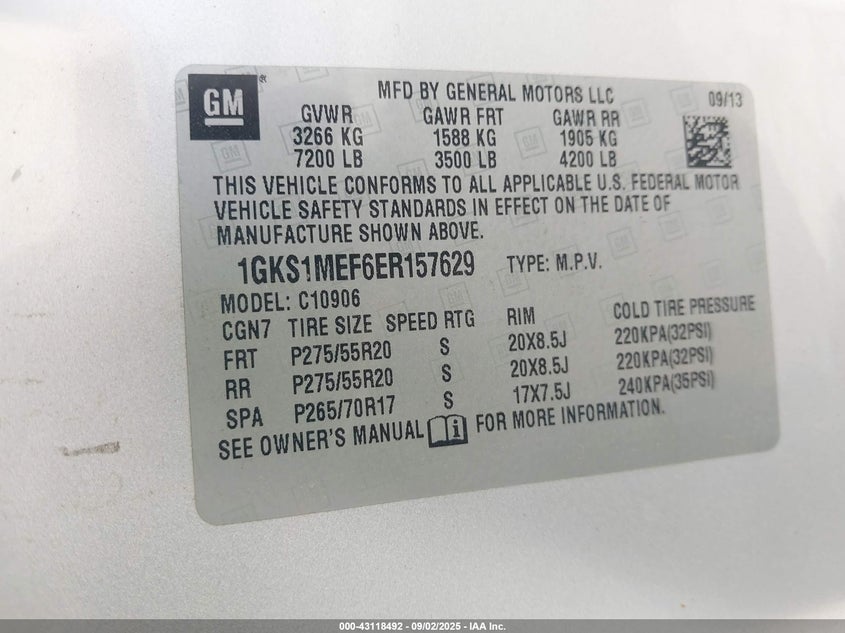 GM
MFD BY GENERAL MOTORS LLC 09/13
GVWR GAWR FRT GAWR RR
3266 KG 1588 KG 1905 KG
7200 LB 3500 LB 4200 LB
THIS VEHICLE CONFORMS TO ALL APPLICABLE U.S. FEDERAL MOTOR
VEHICLE SAFETY STANDARDS IN EFFECT ON THE DATE OF
MANUFACTURE SHOWN ABOVE.
1GKS1MEF6ER157629 TYPE: M.P.V.
MODEL: C10906
CGN7 TIRE SIZE SPEED RTG RIM COLD TIRE PRESSURE
FRT P275/55R20 S 20X8.5J 220KPA(32PSI)
RR P275/55R20 S 20X8.5J 220KPA(32PSI)
SPA P265/70R17 S 17X7.5J 240KPA(35PSI)
SEE OWNER'S MANUAL i FOR MORE INFORMATION.
000-43118492 - 09/02/2025 - IAA Inc.